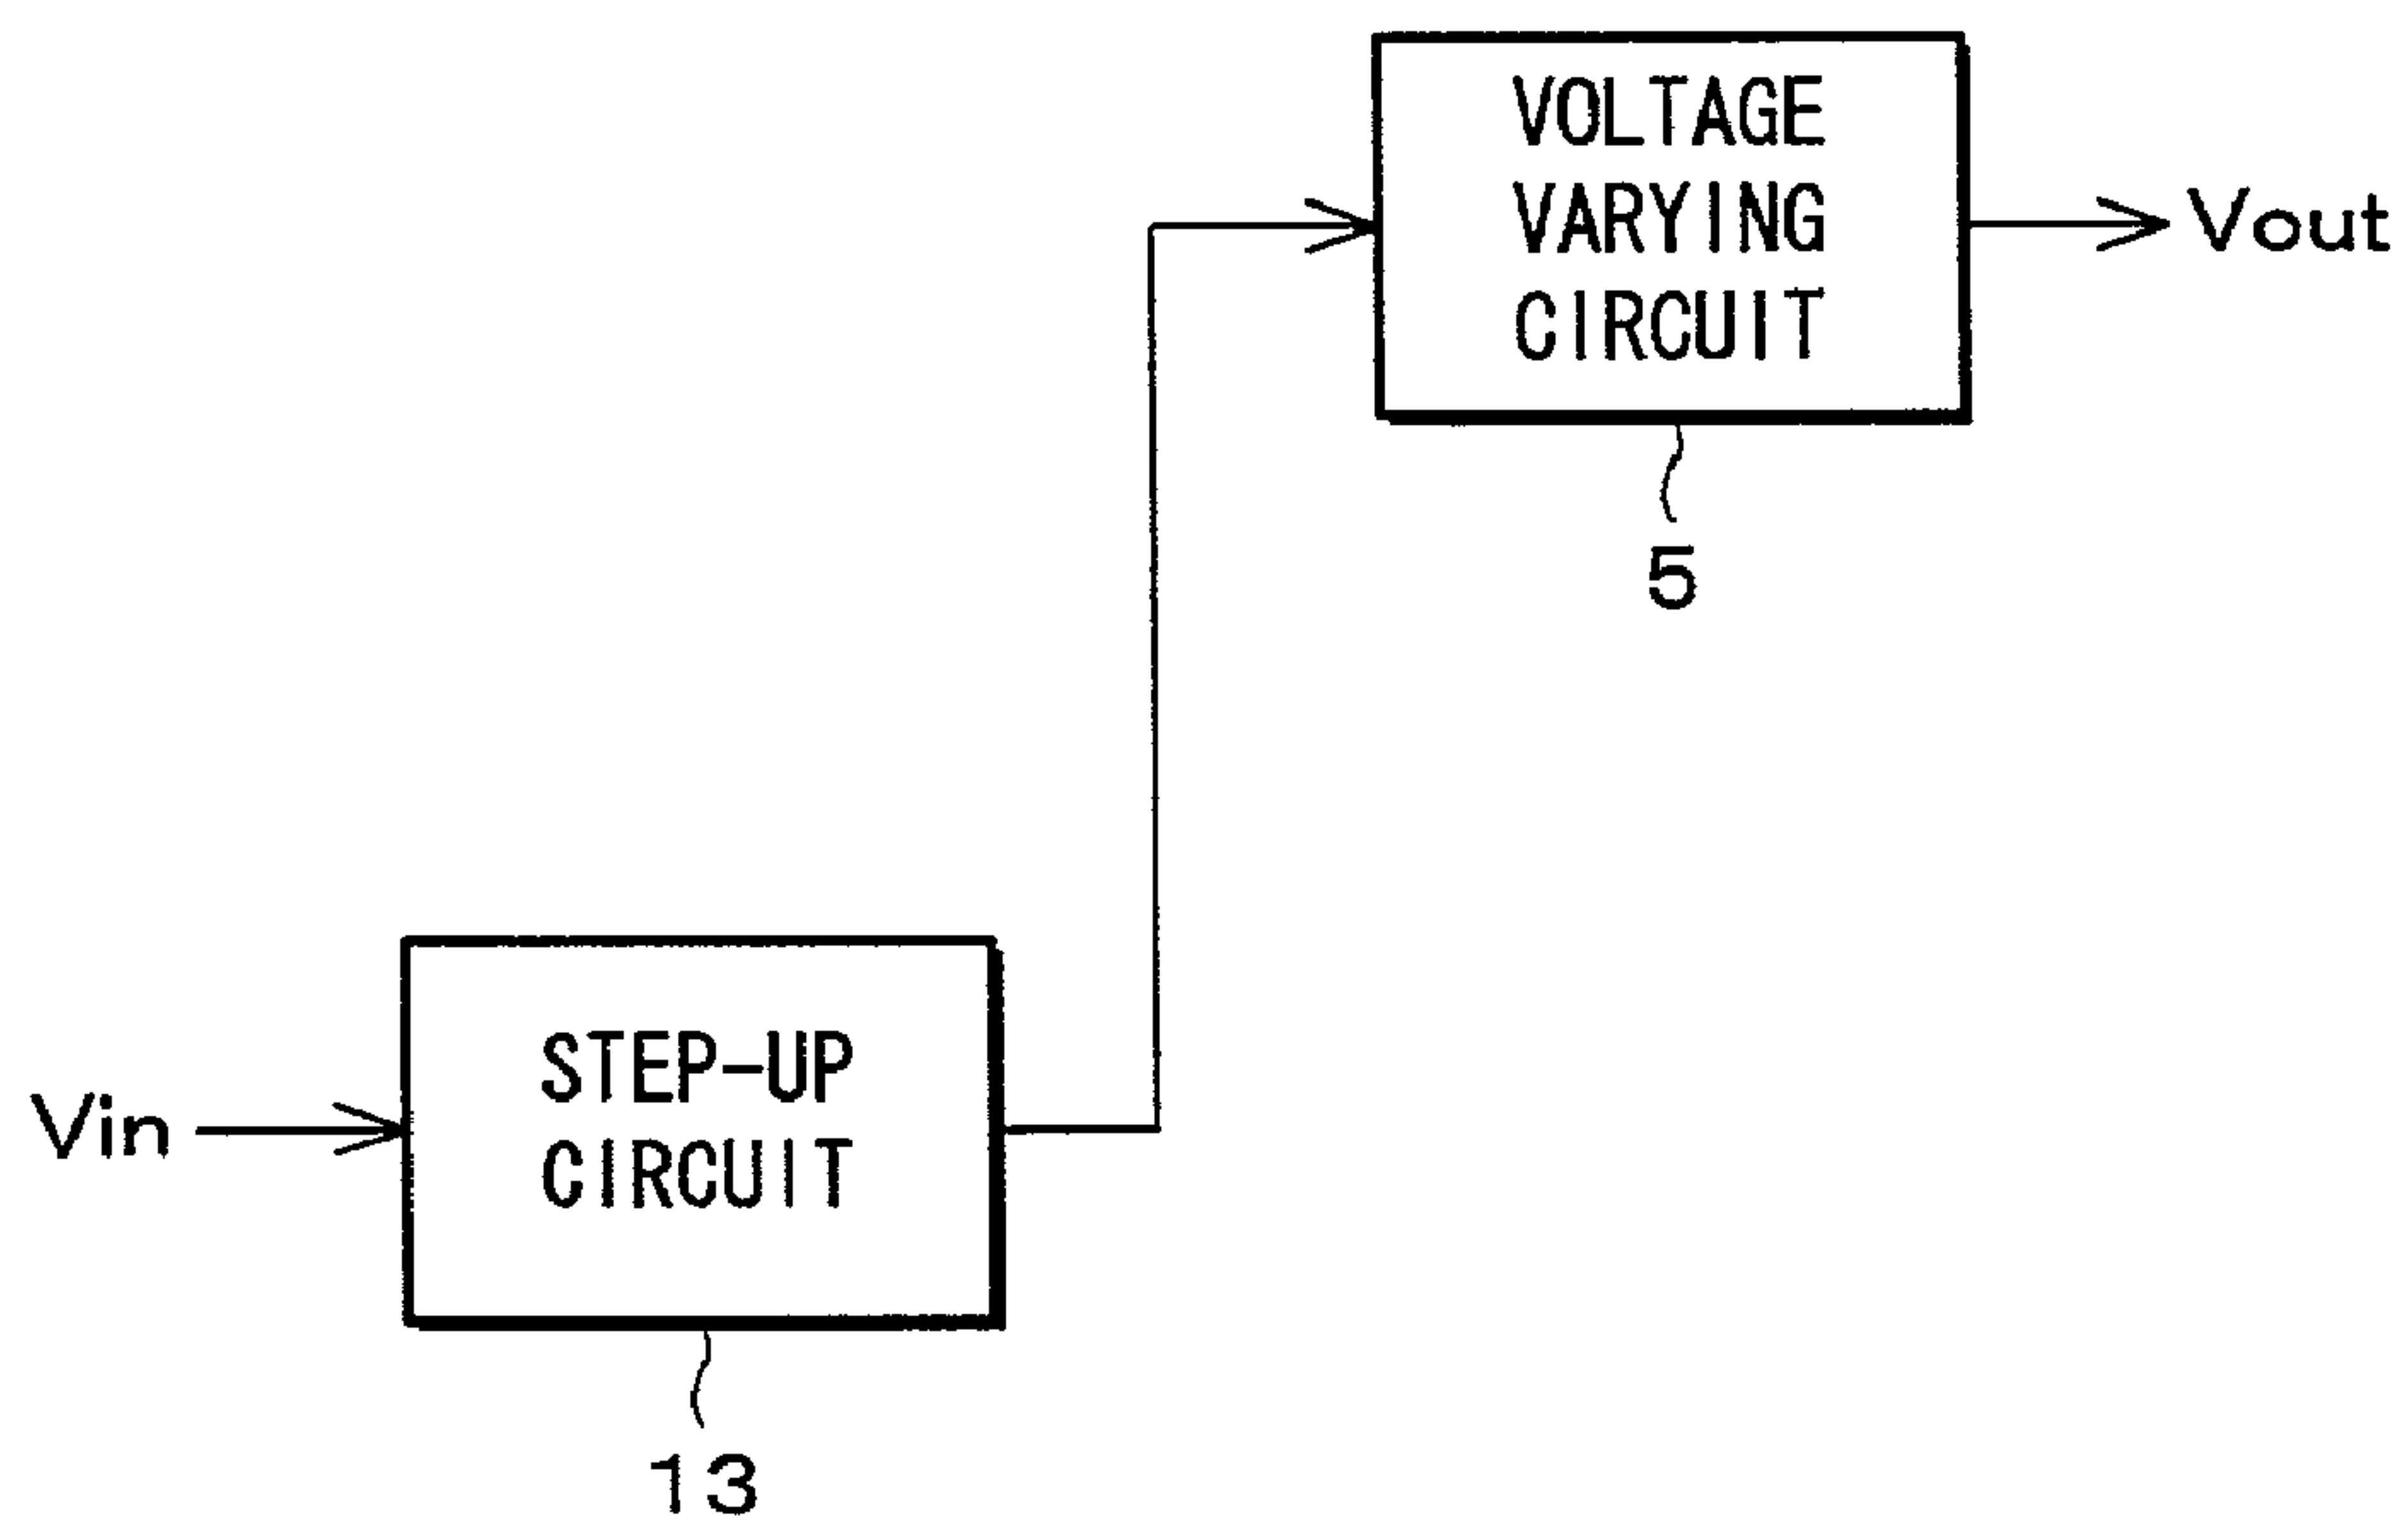 VOLTAGE
VARYING
CIRCUIT
Vout
5
STEP-UP
CIRCUIT
Vin
13